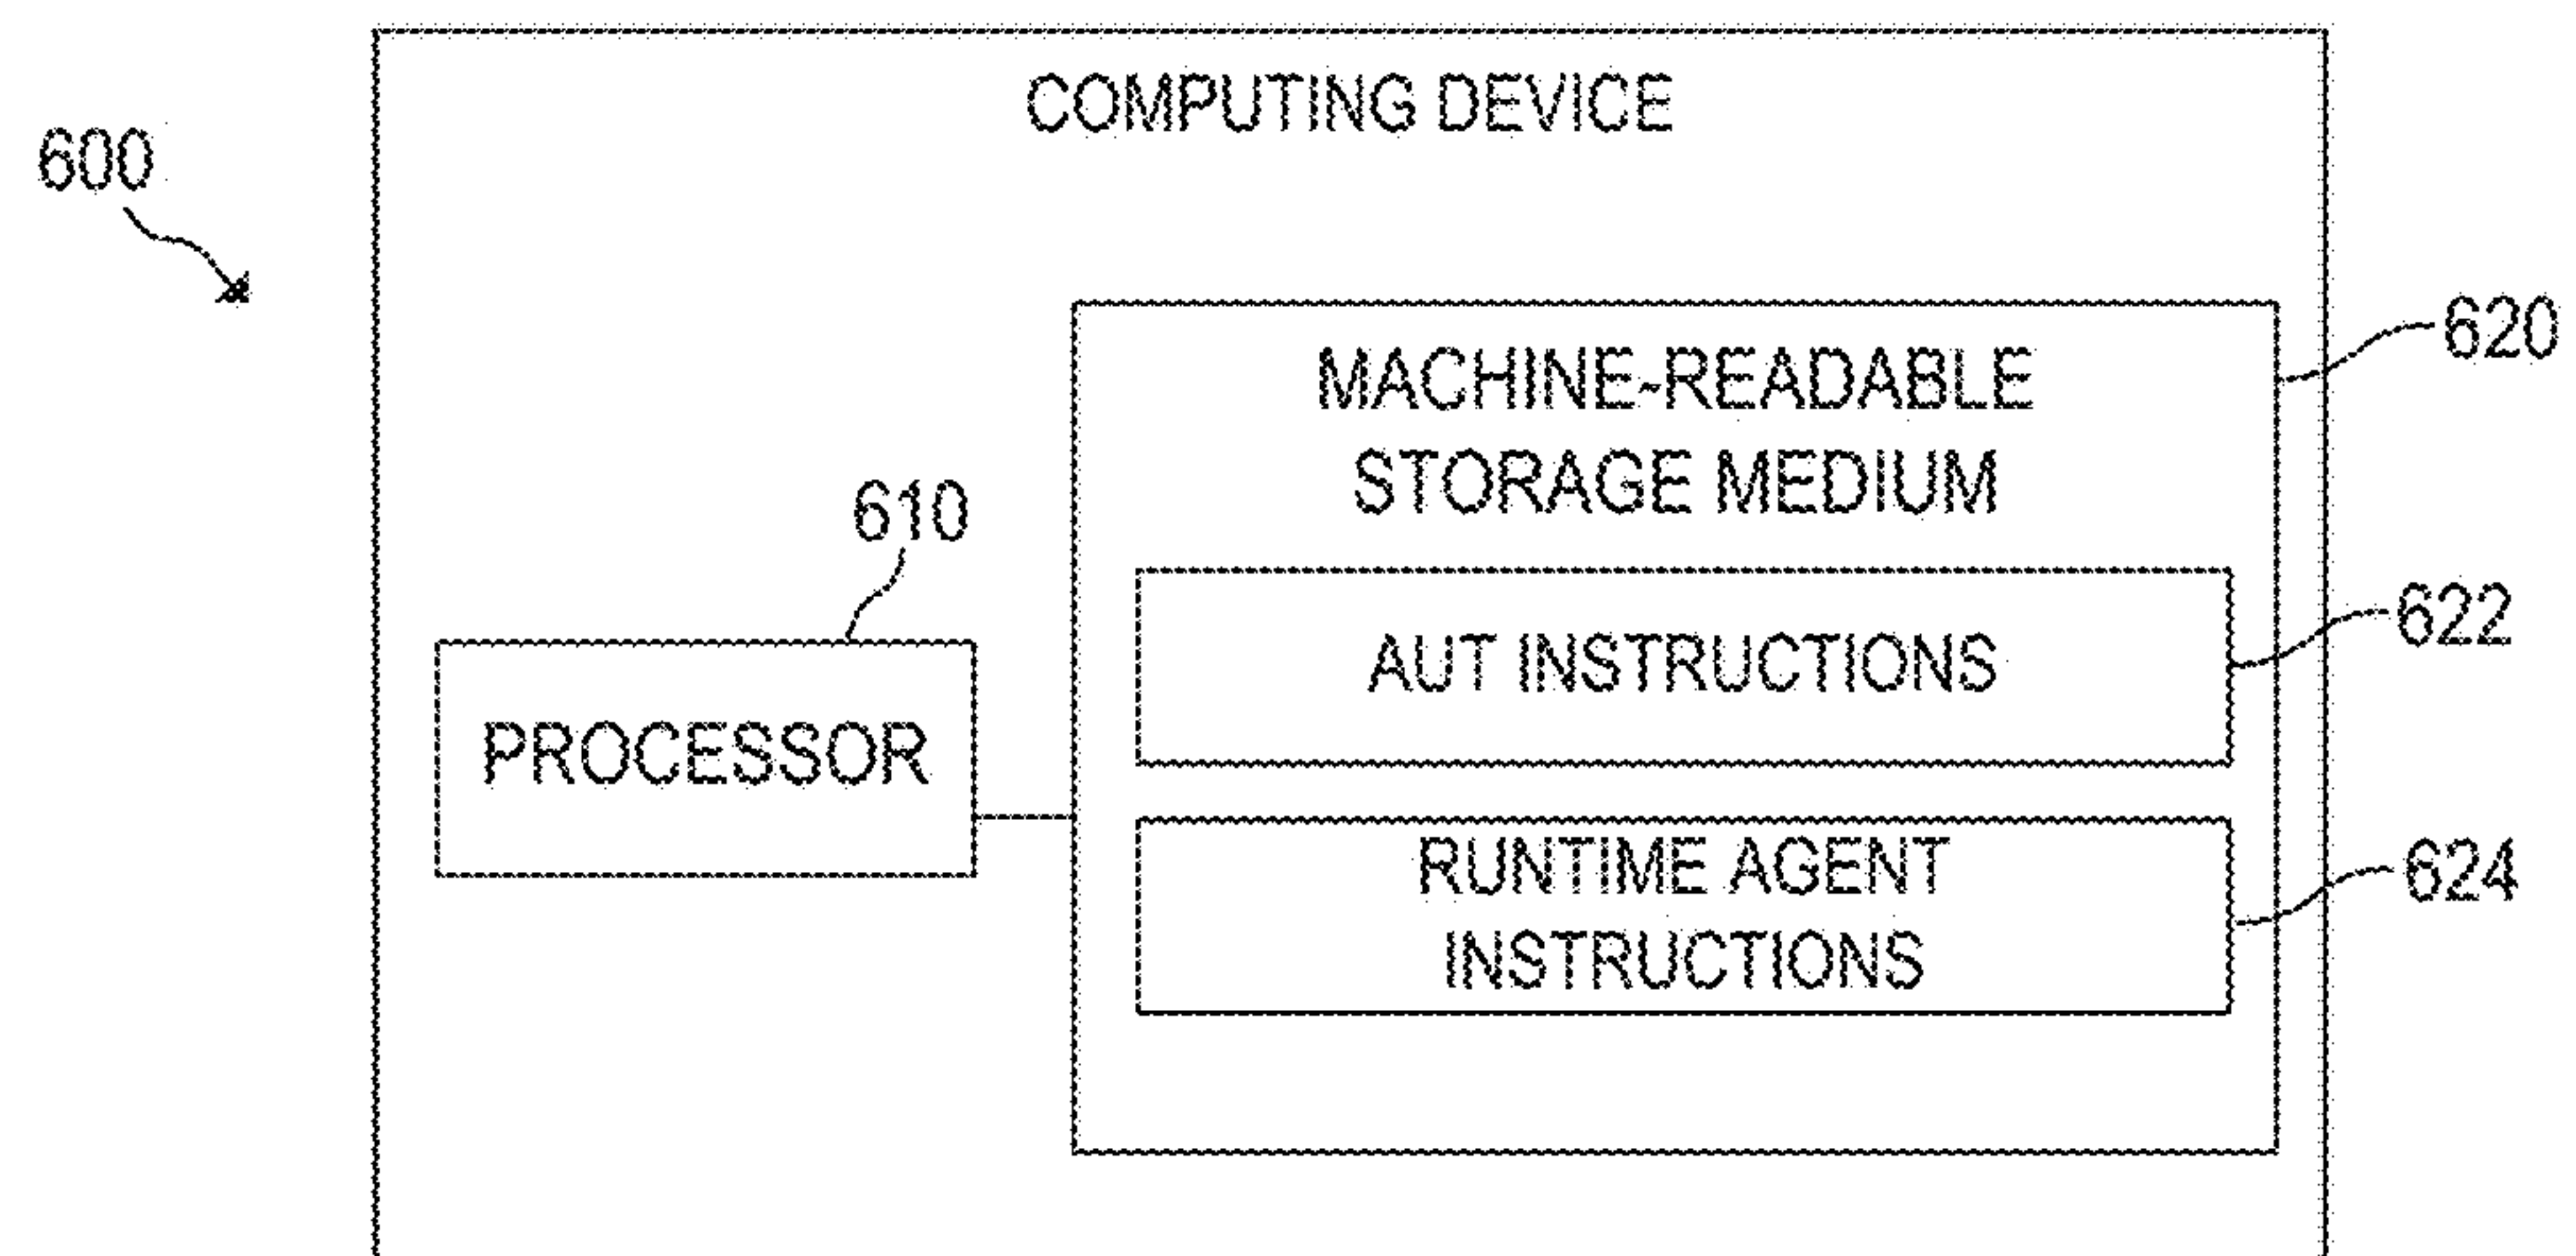 COMPUTING DEVICE
600
620
MACHINE-READABLE
STORAGE MEDIUM
610
622
AUT INSTRUCTIONS
PROCESSOR
624
RUNTIME AGENT
INSTRUCTIONS